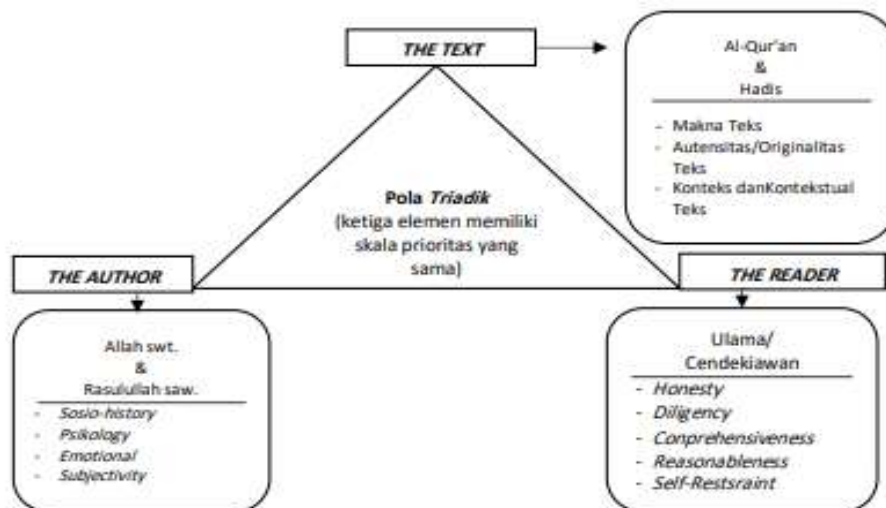 THE TEXT
Al-Qur'an
&
Hadis
- Makna Teks
- Autensitas/Originalitas
Teks
- Konteks danKontekstual
Teks
Pola Triadik
(ketiga elemen memiliki
skala prioritas yang
sama)
THE AUTHOR
Allah swt.
&
Rasulullah saw.
- Sosio-history
- Psikology
- Emotional
- Subjectivity
THE READER
Ulama/
Cendekiawan
- Honesty
- Diligency
- Conprehensiveness
- Reasonableness
- Self-Restsraint